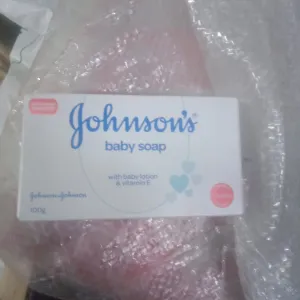 Johnson's®
baby soap
with baby lotion
& vitamin E
Johnson & Johnson
100g